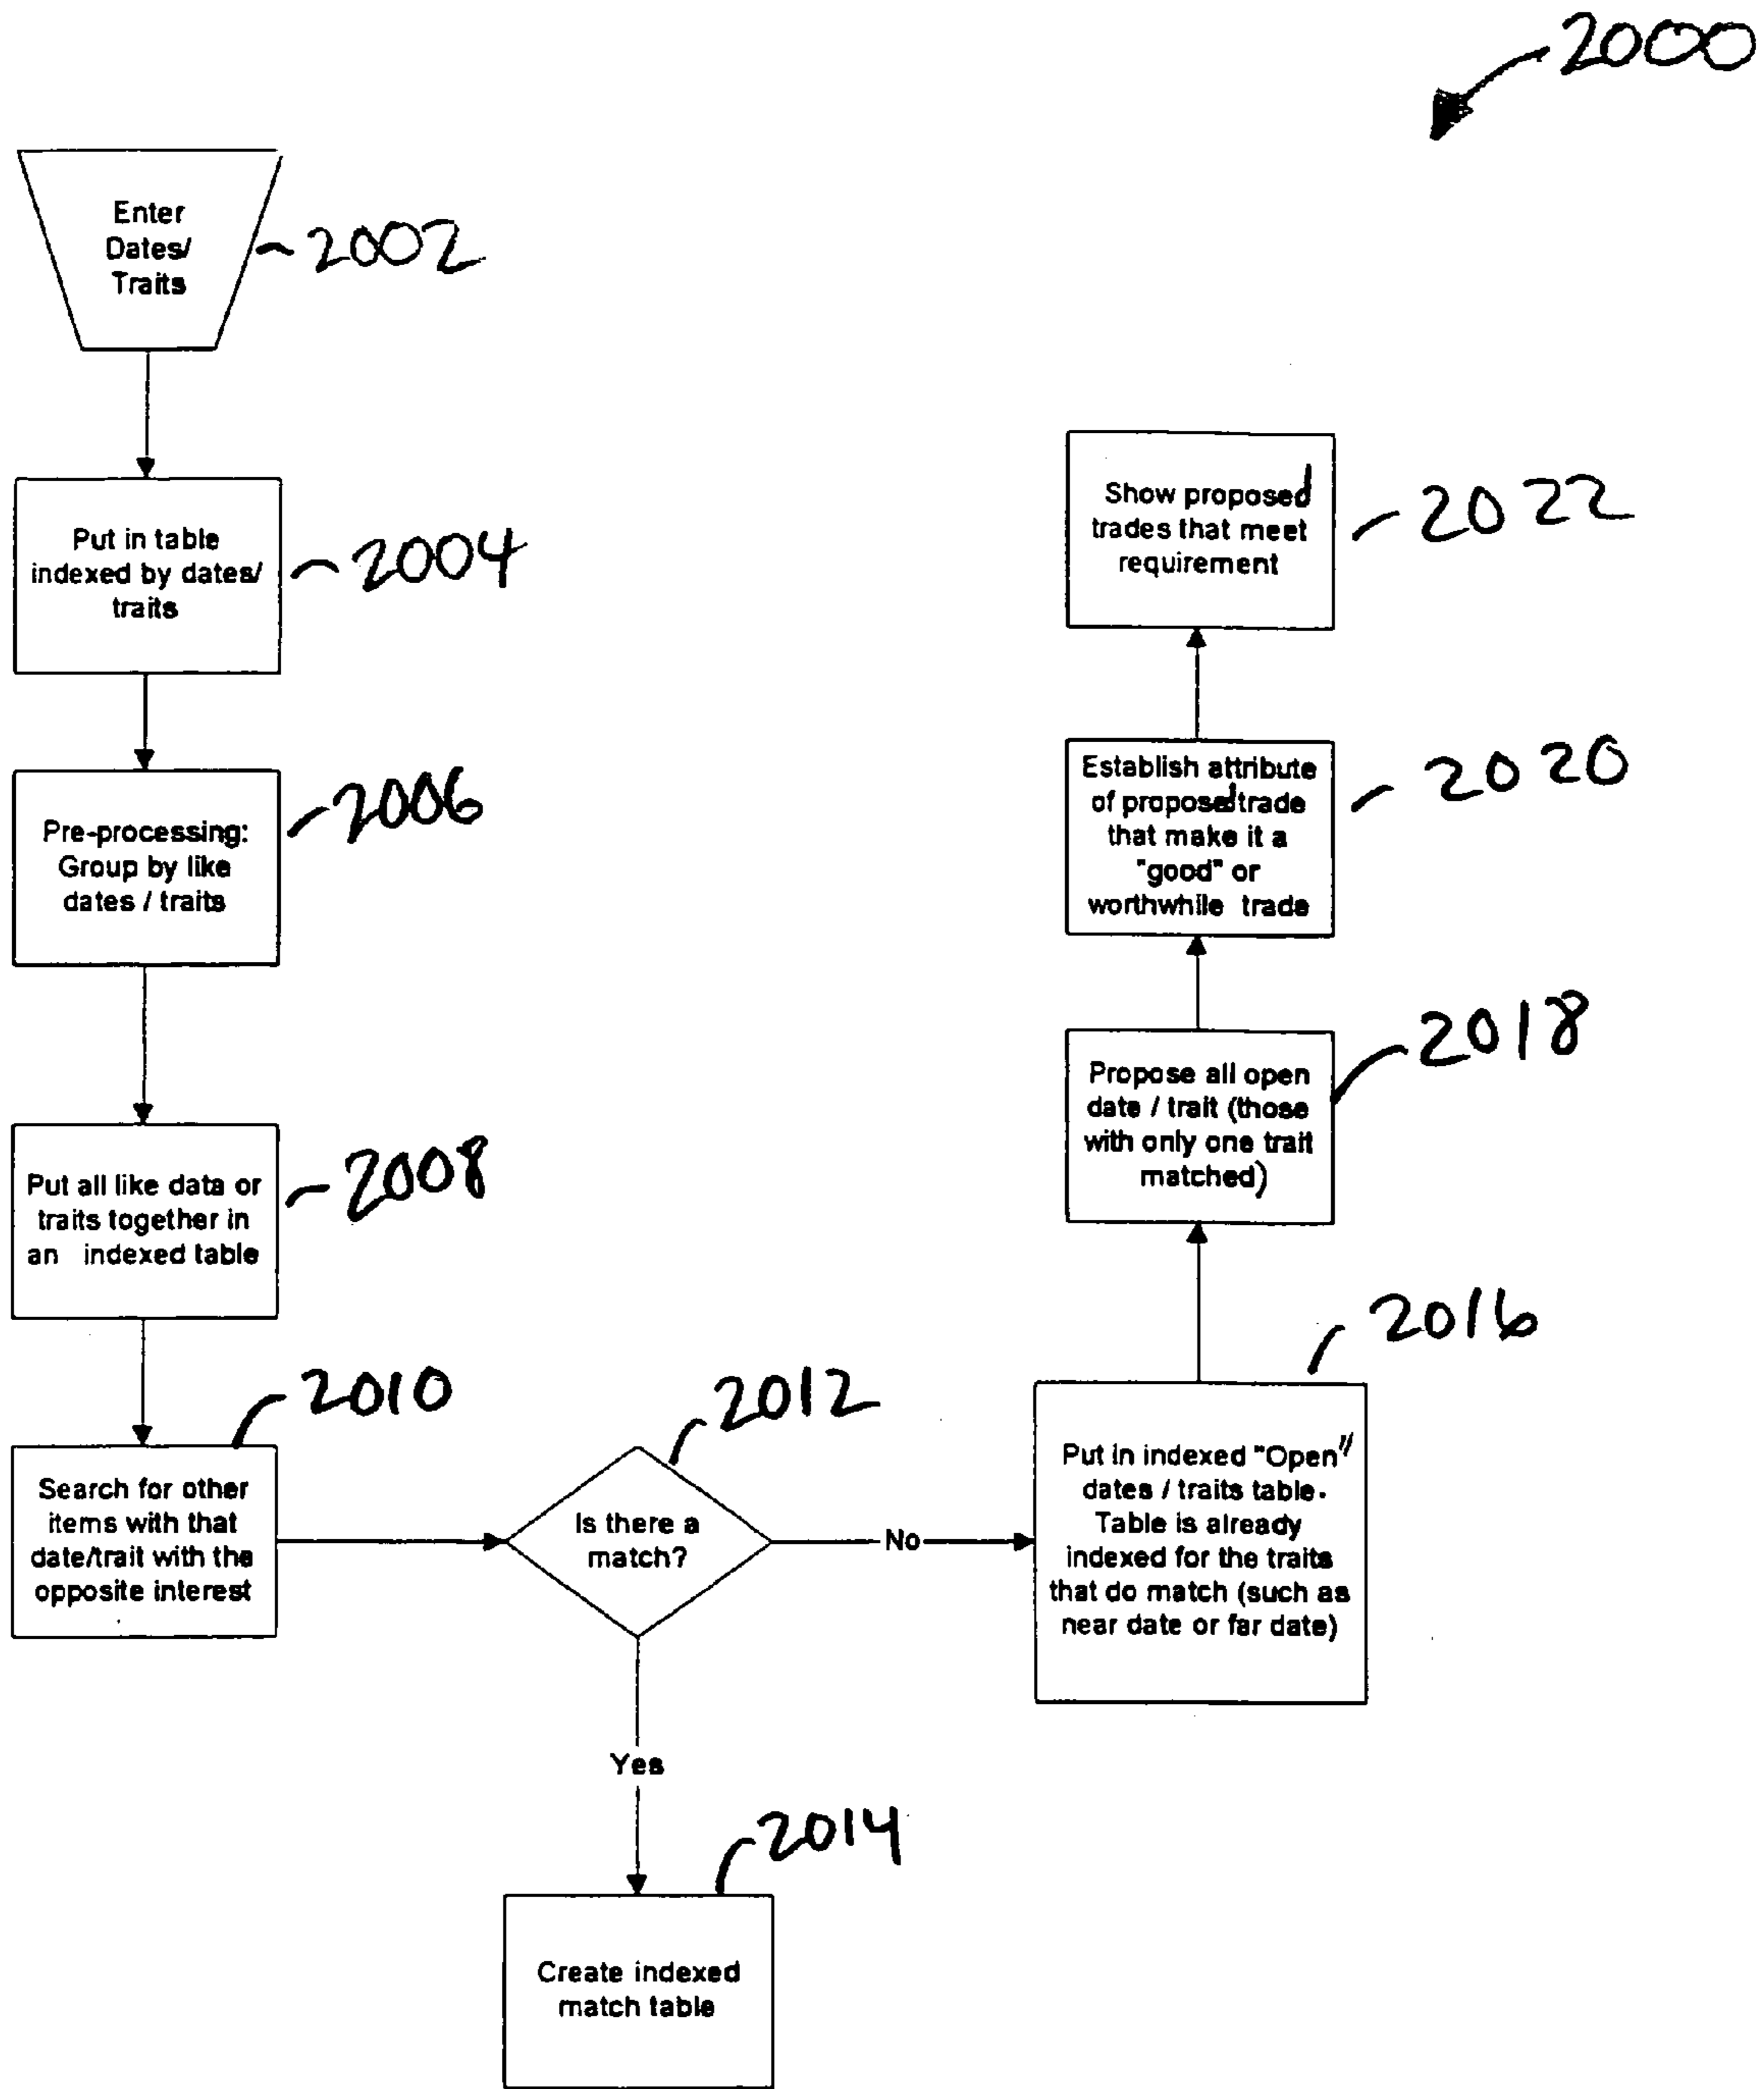 2000
Enter
Dates/
Traits
2002
Put in table
indexed by dates/
traits
2004
Pre-processing:
Group by like
dates / traits
2006
Put all like data or
traits together in
an indexed table
2008
Search for other
items with that
date/trait with the
opposite interest
2010
Is there a
match?
2012
Yes
Create indexed
match table
2014
No
Put in indexed "Open"
dates / traits table.
Table is already
indexed for the traits
that do match (such as
near date or far date)
2016
Propose all open
date / trait (those
with only one trait
matched)
2018
Establish attribute
of proposed trade
that make it a
"good" or
worthwhile trade
2020
Show proposed
trades that meet
requirement
2022